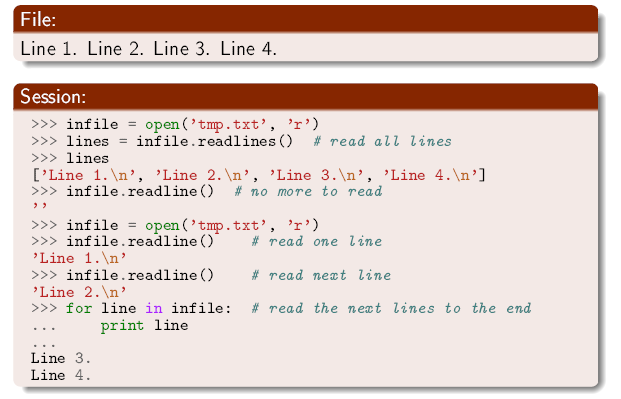 File:
Line 1. Line 2. Line 3. Line 4.
Session:
>>> infile = open('tmp.txt', 'r')
>>> lines = infile.readlines()  # read all lines
>>> lines
['Line 1.\n', 'Line 2.\n', 'Line 3.\n', 'Line 4.\n']
>>> infile.readline()  # no more to read
''
>>> infile = open('tmp.txt', 'r')
>>> infile.readline()    # read one line
'Line 1.\n'
>>> infile.readline()    # read next line
'Line 2.\n'
>>> for line in infile:  # read the next lines to the end
...     print line
...
Line 3.
Line 4.